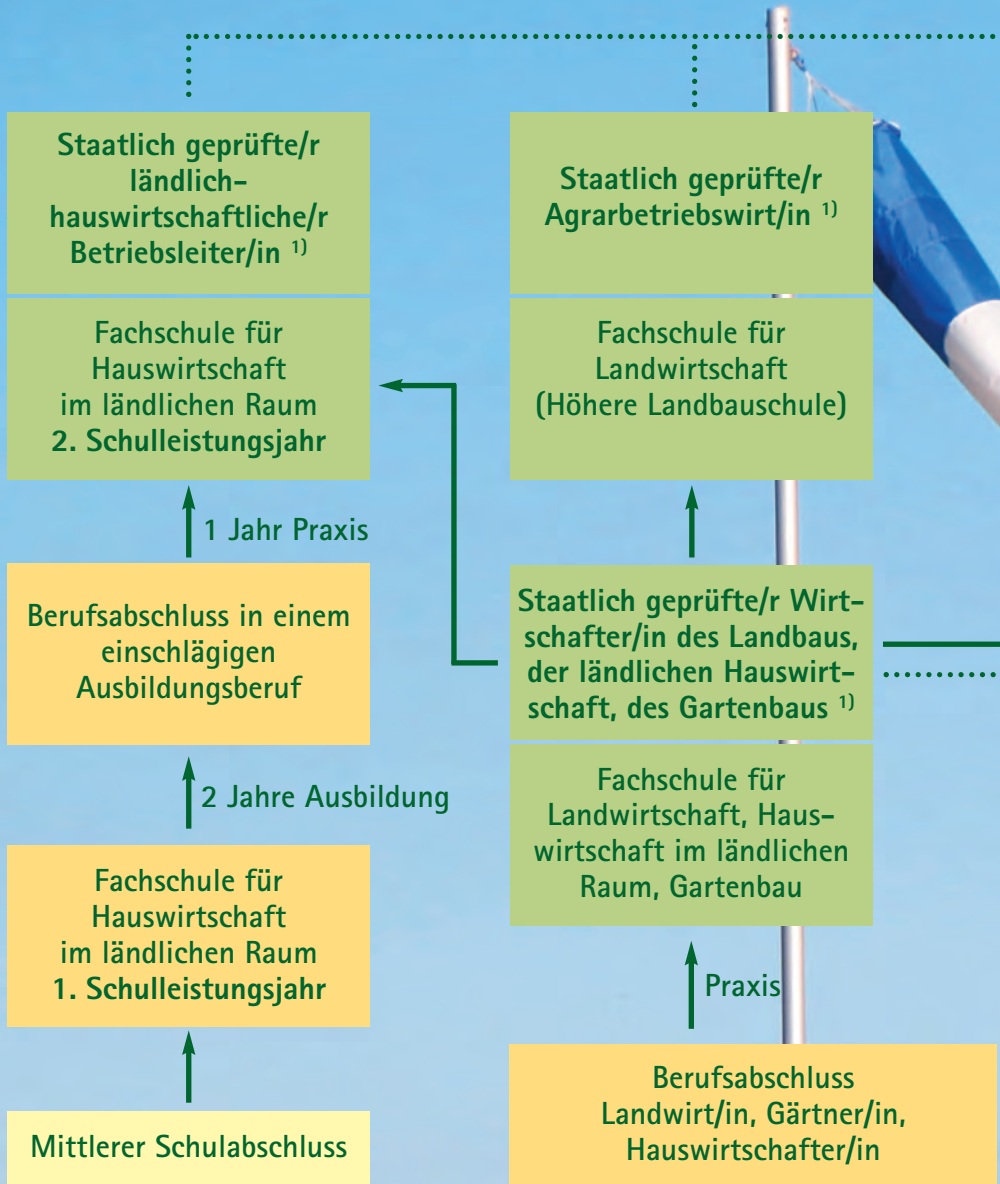 Staatlich geprüfte/r
ländlich-
hauswirtschaftliche/r
Betriebsleiter/in ¹⁾
Fachschule für
Hauswirtschaft
im ländlichen Raum
2. Schulleistungsjahr
1 Jahr Praxis
Berufsabschluss in einem
einschlägigen
Ausbildungsberuf
2 Jahre Ausbildung
Fachschule für
Hauswirtschaft
im ländlichen Raum
1. Schulleistungsjahr
Mittlerer Schulabschluss
Staatlich geprüfte/r
Agrarbetriebswirt/in ¹⁾
Fachschule für
Landwirtschaft
(Höhere Landbauschule)
Staatlich geprüfte/r Wirt-
schafter/in des Landbaus,
der ländlichen Hauswirt-
schaft, des Gartenbaus ¹⁾
Fachschule für
Landwirtschaft, Haus-
wirtschaft im ländlichen
Raum, Gartenbau
Praxis
Berufsabschluss
Landwirt/in, Gärtner/in,
Hauswirtschafter/in